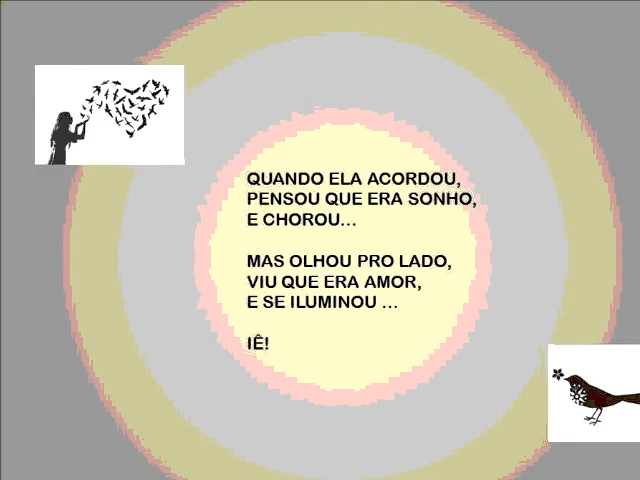 QUANDO ELA ACORDOU,
PENSOU QUE ERA SONHO,
E CHOROU...
MAS OLHOU PRO LADO,
VIU QUE ERA AMOR,
E SE ILUMINOU ...
IÊ!